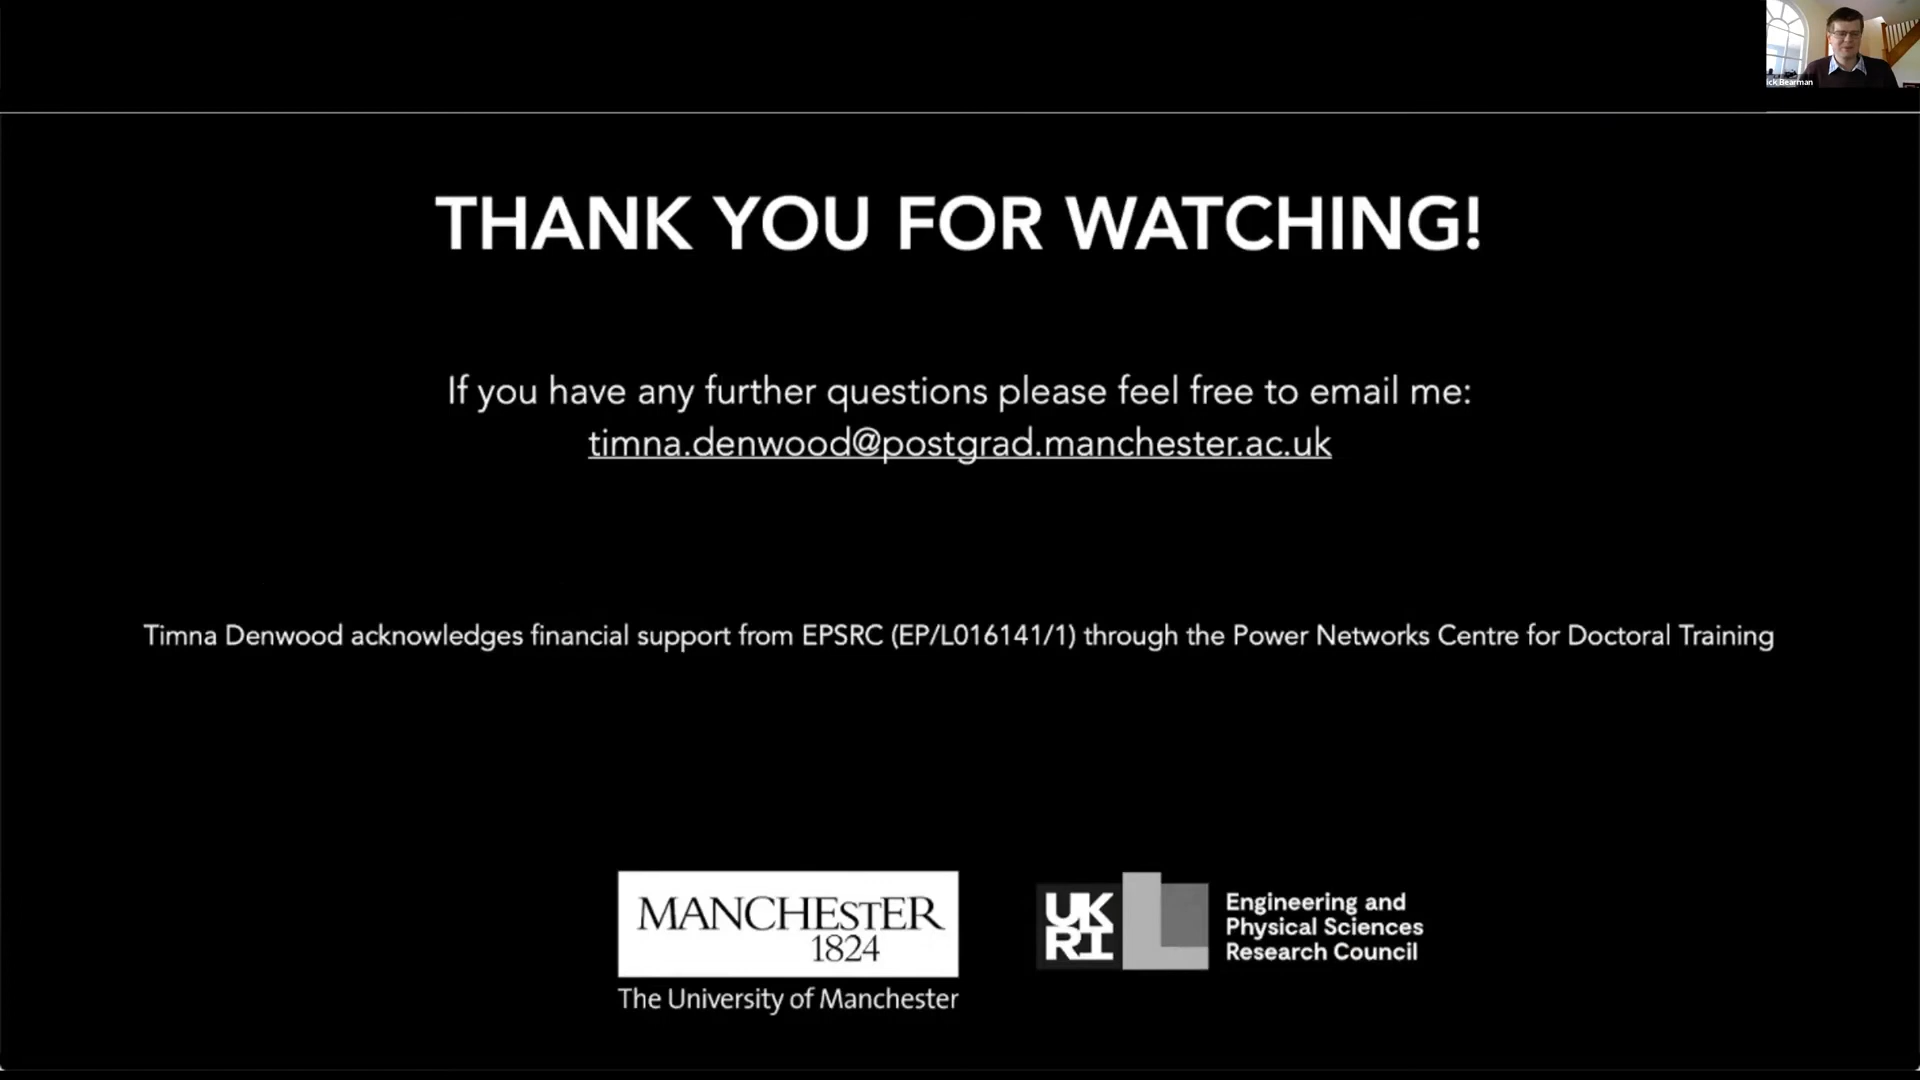 ick Bearman
THANK YOU FOR WATCHING!
If you have any further questions please feel free to email me:
timna.denwood@postgrad.manchester.ac.uk
Timna Denwood acknowledges financial support from EPSRC (EP/L016141/1) through the Power Networks Centre for Doctoral Training
MANCHESTER
1824
The University of Manchester
UK
RI
Engineering and
Physical Sciences
Research Council